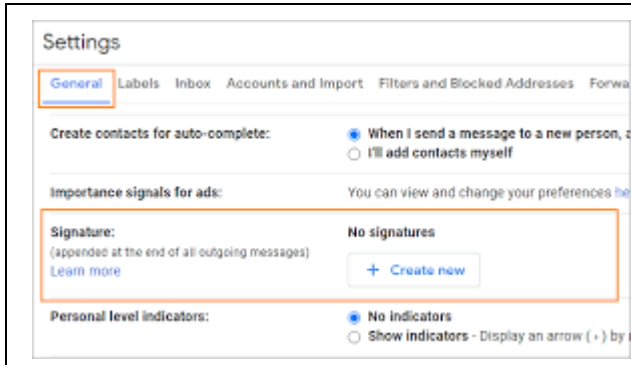 Settings
General Labels Inbox Accounts and Import Filters and Blocked Addresses Forwa
Create contacts for auto-complete: When I send a message to a new person, a
I'll add contacts myself
Importance signals for ads: You can view and change your preferences he
Signature: No signatures
(appended at the end of all outgoing messages)
Learn more + Create new
Personal level indicators: No indicators
Show indicators - Display an arrow ( › ) by